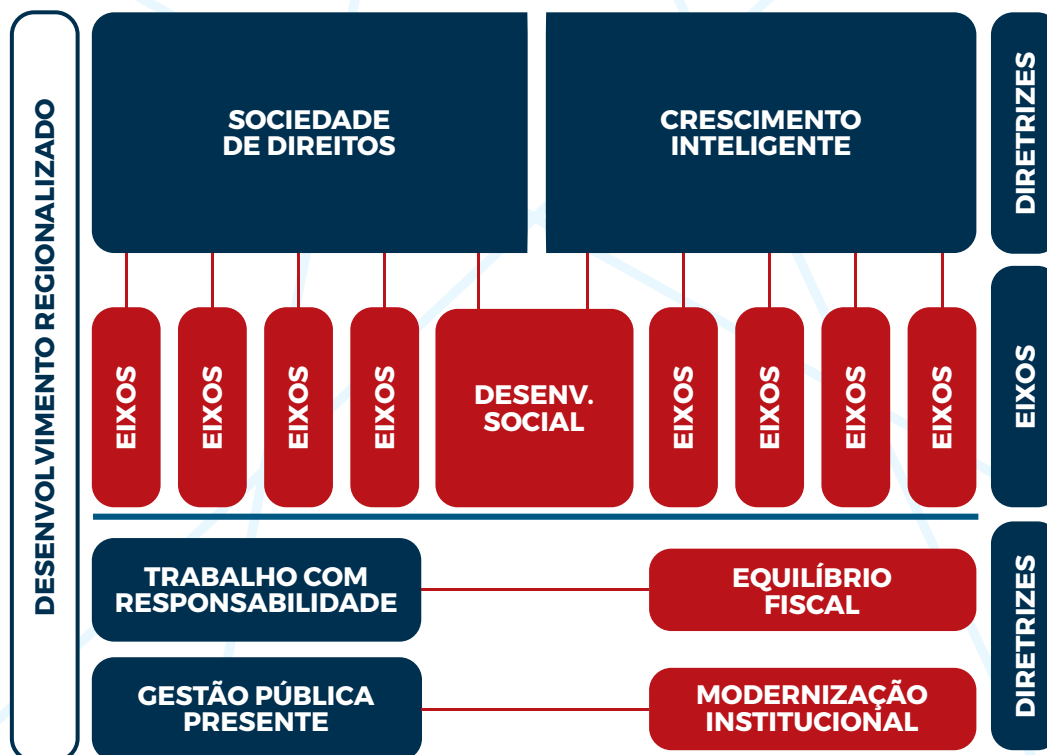 DESENVOLVIMENTO REGIONALIZADO
SOCIEDADE
DE DIREITOS
CRESCIMENTO
INTELIGENTE
DIRETRIZES
EIXOS
EIXOS
EIXOS
EIXOS
DESENV.
SOCIAL
EIXOS
EIXOS
EIXOS
EIXOS
EIXOS
TRABALHO COM
RESPONSABILIDADE
EQUILÍBRIO
FISCAL
GESTÃO PÚBLICA
PRESENTE
MODERNIZAÇÃO
INSTITUCIONAL
DIRETRIZES